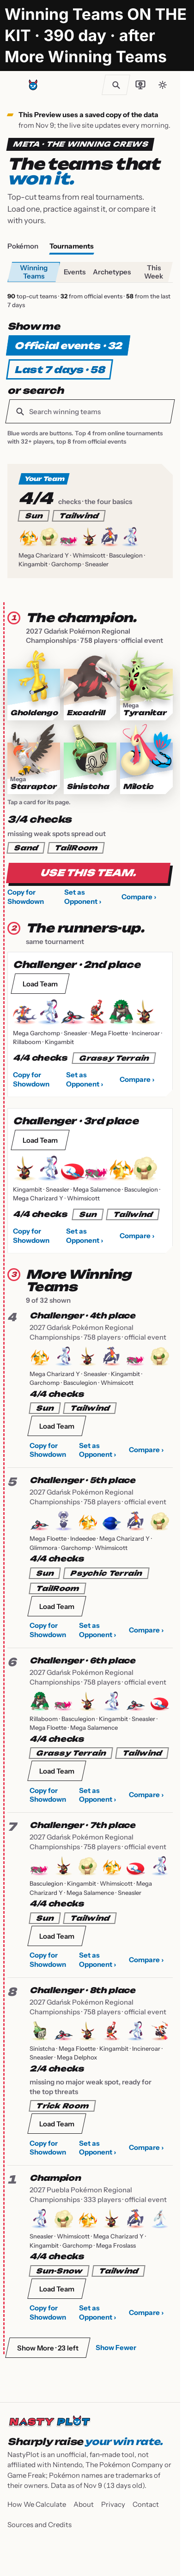 Winning Teams ON THE
KIT · 390 day · after
More Winning Teams
This Preview uses a saved copy of the data
from Nov 9; the live site updates every morning.
META · THE WINNING CREWS
The teams that
won it.
Top-cut teams from real tournaments.
Load one, practice against it, or compare it
with yours.
Pokémon Tournaments
Winning Teams Events Archetypes This Week
90 top-cut teams · 32 from official events · 58 from the last
7 days
Show me
Official events · 32
Last 7 days · 58
or search
Search winning teams
Blue words are buttons. Top 4 from online tournaments
with 32+ players, top 8 from official events
Your Team
4/4 checks · the four basics
Sun Tailwind
Mega Charizard Y · Whimsicott · Basculegion ·
Kingambit · Garchomp · Sneasler
1 The champion.
2027 Gdańsk Pokémon Regional
Championships · 758 players · official event
Gholdengo
Excadrill
Mega
Tyranitar
Mega
Staraptor
Sinistcha
Milotic
Tap a card for its page.
3/4 checks
missing weak spots spread out
Sand TailRoom
USE THIS TEAM.
Copy for Showdown Set as Opponent › Compare ›
2 The runners-up.
same tournament
Challenger · 2nd place
Load Team
Mega Garchomp · Sneasler · Mega Floette · Incineroar ·
Rillaboom · Kingambit
4/4 checks Grassy Terrain
Copy for Showdown Set as Opponent › Compare ›
Challenger · 3rd place
Load Team
Kingambit · Sneasler · Mega Salamence · Basculegion ·
Mega Charizard Y · Whimsicott
4/4 checks Sun Tailwind
Copy for Showdown Set as Opponent › Compare ›
3 More Winning
Teams
9 of 32 shown
4 Challenger · 4th place
2027 Gdańsk Pokémon Regional
Championships · 758 players · official event
Mega Charizard Y · Sneasler · Kingambit ·
Garchomp · Basculegion · Whimsicott
4/4 checks
Sun Tailwind
Load Team
Copy for Showdown Set as Opponent › Compare ›
5 Challenger · 5th place
2027 Gdańsk Pokémon Regional
Championships · 758 players · official event
Mega Floette · Indeedee · Mega Charizard Y ·
Glimmora · Garchomp · Whimsicott
4/4 checks
Sun Psychic Terrain
TailRoom
Load Team
Copy for Showdown Set as Opponent › Compare ›
6 Challenger · 6th place
2027 Gdańsk Pokémon Regional
Championships · 758 players · official event
Rillaboom · Basculegion · Kingambit · Sneasler ·
Mega Floette · Mega Salamence
4/4 checks
Grassy Terrain Tailwind
Load Team
Copy for Showdown Set as Opponent › Compare ›
7 Challenger · 7th place
2027 Gdańsk Pokémon Regional
Championships · 758 players · official event
Basculegion · Kingambit · Whimsicott · Mega
Charizard Y · Mega Salamence · Sneasler
4/4 checks
Sun Tailwind
Load Team
Copy for Showdown Set as Opponent › Compare ›
8 Challenger · 8th place
2027 Gdańsk Pokémon Regional
Championships · 758 players · official event
Sinistcha · Mega Floette · Kingambit · Incineroar ·
Sneasler · Mega Delphox
2/4 checks
missing no major weak spot, ready for
the top threats
Trick Room
Load Team
Copy for Showdown Set as Opponent › Compare ›
1 Champion
2027 Puebla Pokémon Regional
Championships · 333 players · official event
Sneasler · Whimsicott · Mega Charizard Y ·
Kingambit · Garchomp · Mega Froslass
4/4 checks
Sun-Snow Tailwind
Load Team
Copy for Showdown Set as Opponent › Compare ›
Show More · 23 left Show Fewer
NASTY PLOT
Sharply raise your win rate.
NastyPlot is an unofficial, fan-made tool, not
affiliated with Nintendo, The Pokémon Company or
Game Freak; Pokémon names are trademarks of
their owners. Data as of Nov 9 (13 days old).
How We Calculate About Privacy Contact
Sources and Credits